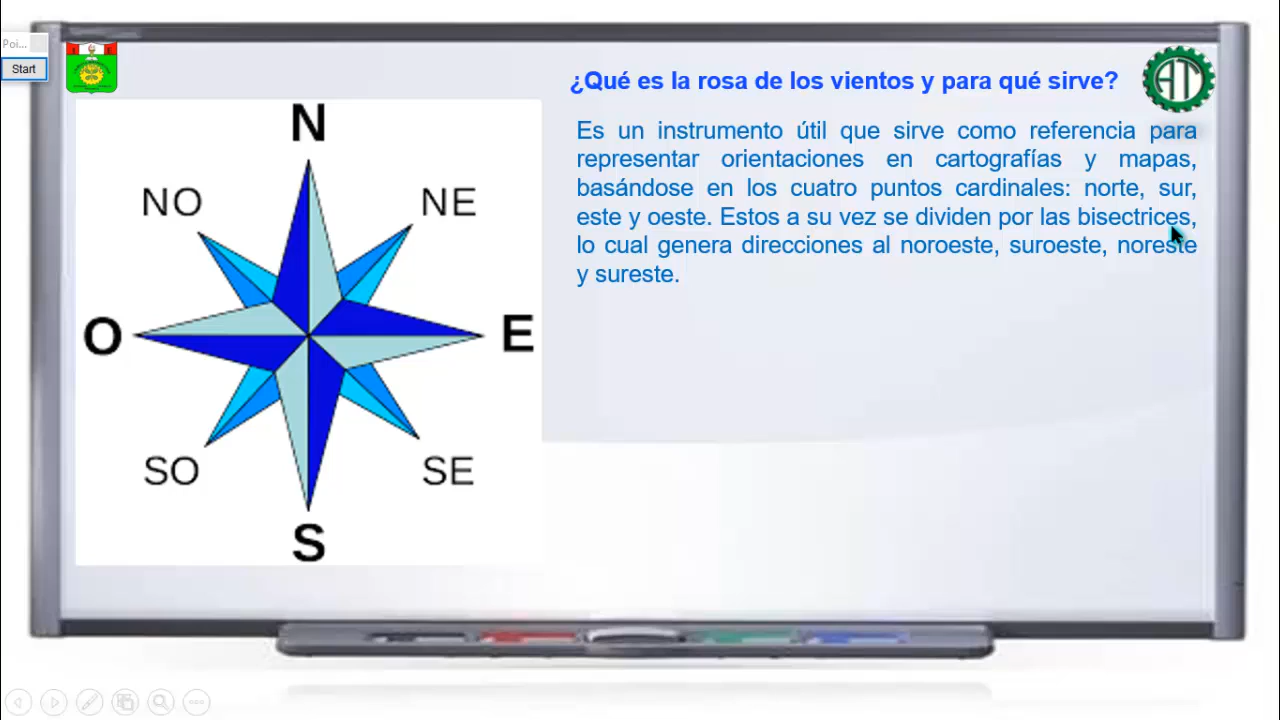 Poi...
Start
¿Qué es la rosa de los vientos y para qué sirve?
AT
Es un instrumento útil que sirve como referencia para
representar orientaciones en cartografías y mapas,
basándose en los cuatro puntos cardinales: norte, sur,
este y oeste. Estos a su vez se dividen por las bisectrices,
lo cual genera direcciones al noroeste, suroeste, noreste
y sureste.
N
NO
NE
O
E
SO
SE
S